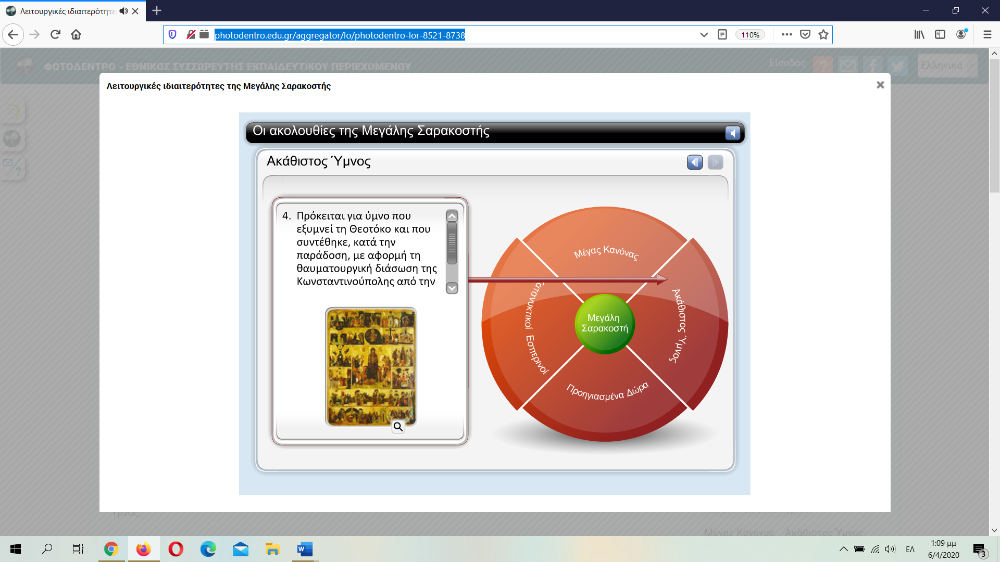 Λειτουργικές ιδιαιτερότητε
photodentro.edu.gr/aggregator/lo/photodentro-lor-8521-8738
110%
ΦΩΤΟΔΕΝΤΡΟ - ΕΘΝΙΚΟΣ ΣΥΣΣΩΡΕΥΤΗΣ ΕΚΠΑΙΔΕΥΤΙΚΟΥ ΠΕΡΙΕΧΟΜΕΝΟΥ
Είσοδος
Ελληνικά
Λειτουργικές ιδιαιτερότητες της Μεγάλης Σαρακοστής
Οι ακολουθίες της Μεγάλης Σαρακοστής
Ακάθιστος Ύμνος
4. Πρόκειται για ύμνο που
εξυμνεί τη Θεοτόκο και που
συντέθηκε, κατά την
παράδοση, με αφορμή τη
θαυματουργική διάσωση της
Κωνσταντινούπολης από την
Μέγας Κανόνας
ατανυκτικοί Εσπερινοί
Μεγάλη
Σαρακοστή
Ακάθιστος Ύμνος
Προηγιασμένα Δώρα
Ύμνος.
Μέγας Κανόνας Ακάθιστος Ύμνος
ΕΛ
1:09 μμ
6/4/2020
3